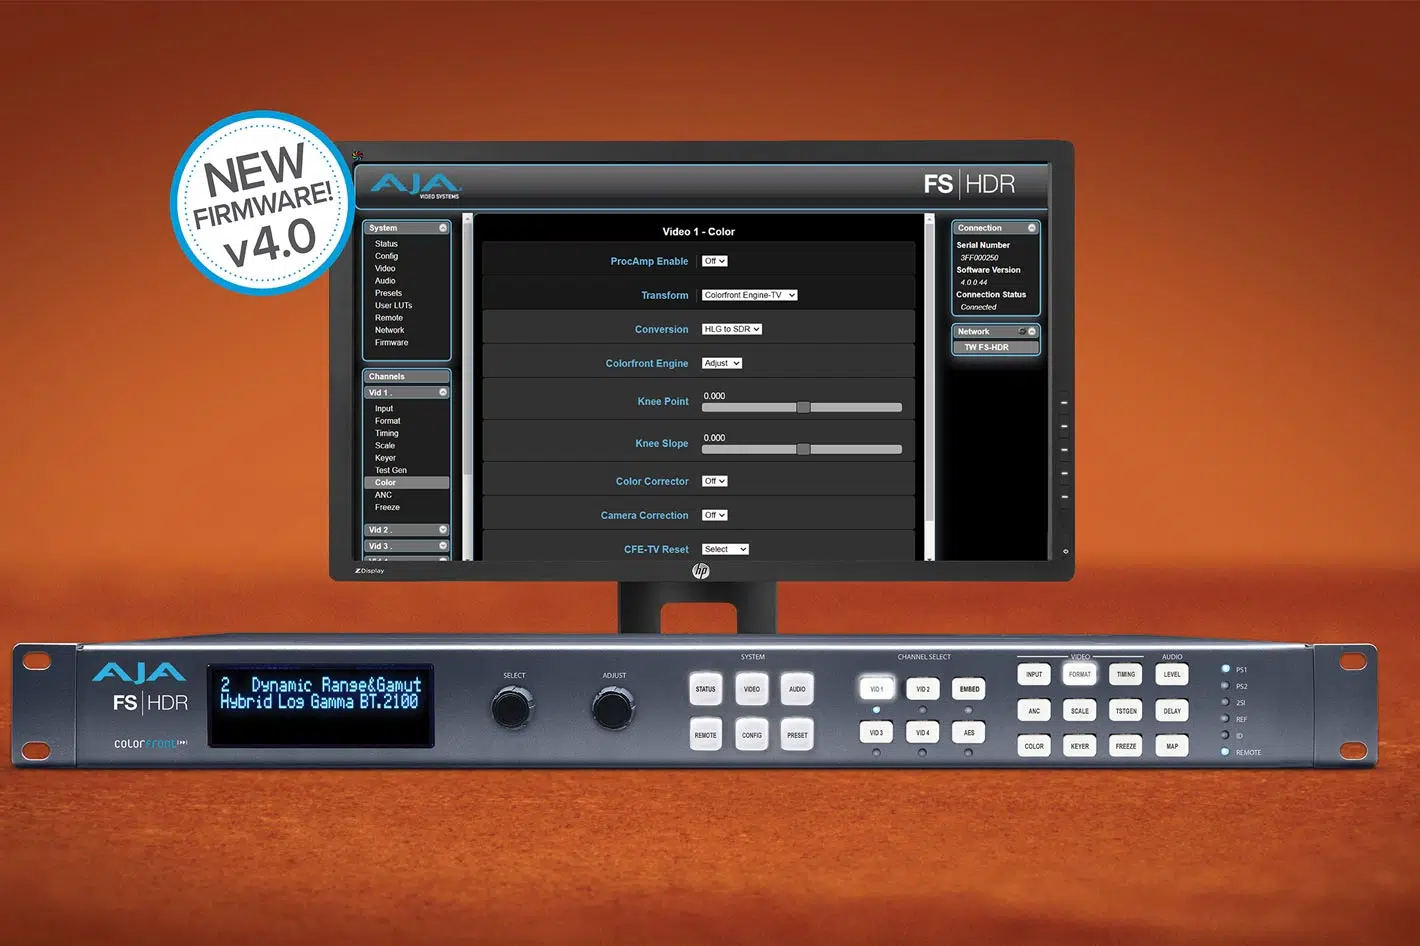 NEW
FIRMWARE!
v4.0
AJA
VIDEO SYSTEMS
FS|HDR
System
Status
Config
Video
Audio
Presets
User LUTs
Remote
Network
Firmware
Channels
Vid 1 .
Input
Format
Timing
Scale
Keyer
Test Gen
Color
ANC
Freeze
Vid 2 .
Vid 3 .
Video 1 - Color
ProcAmp Enable Off
Transform Colorfront Engine-TV
Conversion HLG to SDR
Colorfront Engine Adjust
Knee Point 0.000
Knee Slope 0.000
Color Corrector Off
Camera Correction Off
CFE-TV Reset Select
Connection
Serial Number
3FF000250
Software Version
4.0.0.44
Connection Status
Connected
Network
TW FS-HDR
Z Display
hp
AJA
FS|HDR
colorfront
2 Dynamic Range&Gamut
Hybrid Log Gamma BT.2100
SELECT
ADJUST
SYSTEM
STATUS VIDEO AUDIO
REMOTE CONFIG PRESET
CHANNEL SELECT
VID 1 VID 2 EMBED
VID 3 VID 4 AES
VIDEO
AUDIO
INPUT FORMAT TIMING LEVEL
ANC SCALE TSTGEN DELAY
COLOR KEYER FREEZE MAP
PS1
PS2
2SI
REF
ID
REMOTE